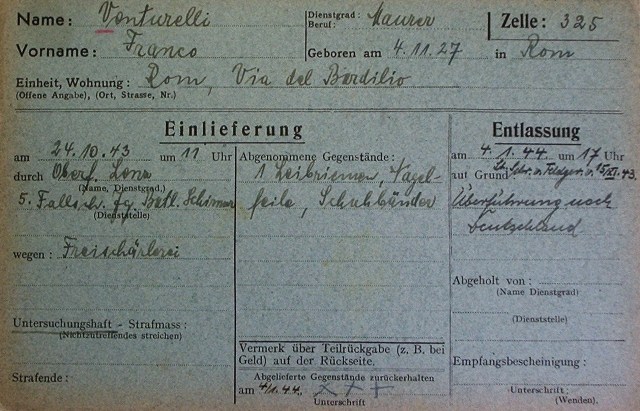 Name: Venturelli
Dienstgrad: Beruf: Maurer
Zelle: 325
Vorname: Franco
Geboren am 4.11.27 in Rom
Einheit, Wohnung: Rom, Via del
(Offene Angabe), (Ort, Strasse, Nr.)
Einlieferung
am 24.10.43 um 11 Uhr
durch Oberf.
(Name, Dienstgrad.)
5. Fallsch. Jg. Batl.
(Dienststelle)
wegen: Freischärlerei
Untersuchungshaft - Strafmass:
(Nichtzutreffendes streichen)
Strafende:
Abgenommene Gegenstände:
1 Leibriemen, Nagel-
feile, Schuhbänder
Vermerk über Teilrückgabe (z. B. bei
Geld) auf der Rückseite.
Abgelieferte Gegenstände zurückerhalten
am 4/1.44., XXX
Unterschrift
Entlassung
am 4.1.44 um 17 Uhr
auf Grund: v. 15/XI.43
Überführung nach
Deutschland
Abgeholt von:
(Name Dienstgrad)
(Dienststelle)
Empfangsbescheinigung:
Unterschrift:
(Wenden).